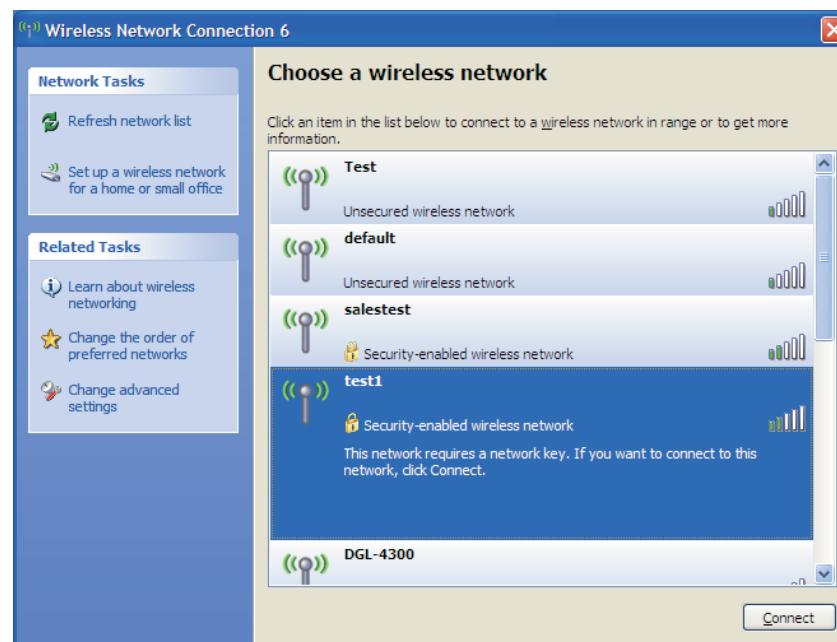 Wireless Network Connection 6
Network Tasks
Refresh network list
Set up a wireless network
for a home or small office
Related Tasks
Learn about wireless
networking
Change the order of
preferred networks
Change advanced
settings
Choose a wireless network
Click an item in the list below to connect to a wireless network in range or to get more
information.
Test
Unsecured wireless network
default
Unsecured wireless network
salestest
Security-enabled wireless network
test1
Security-enabled wireless network
This network requires a network key. If you want to connect to this
network, click Connect.
DGL-4300
Connect